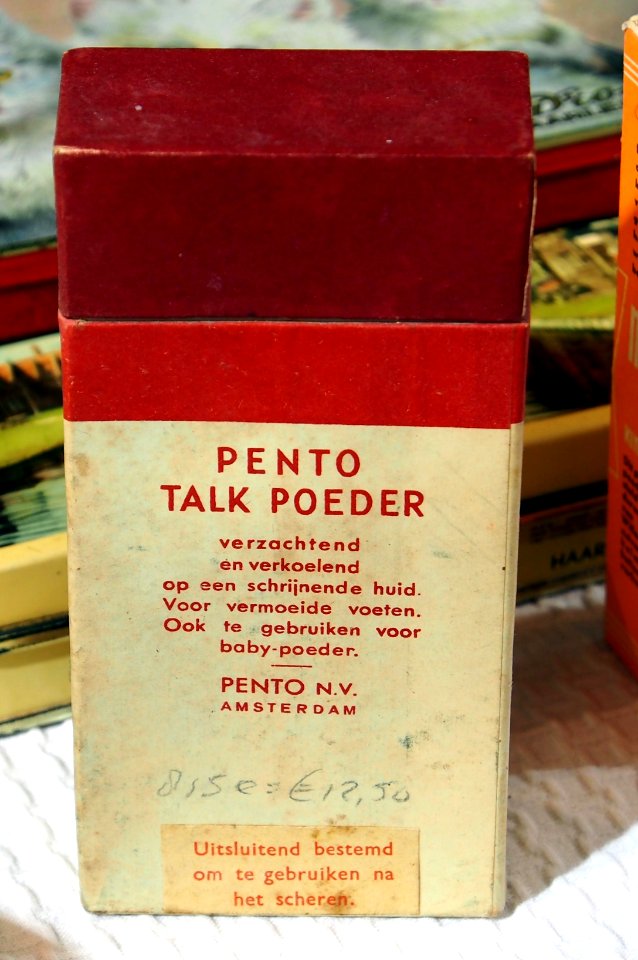 PENTO
TALK POEDER
verzachtend
en verkoelend
op een schrijnende huid.
Voor vermoeide voeten.
Ook te gebruiken voor
baby-poeder.
PENTO N.V.
AMSTERDAM
€12,50
Uitsluitend bestemd
om te gebruiken na
het scheren.
HAAR